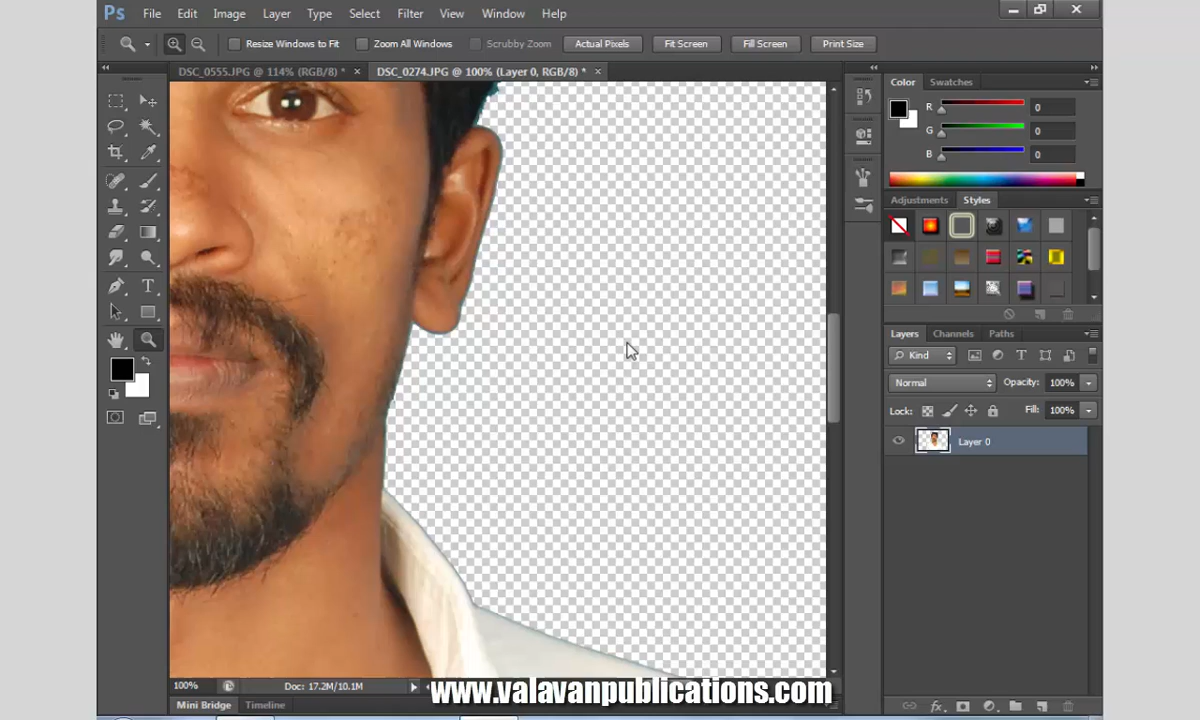 Ps File Edit Image Layer Type Select Filter View Window Help
Resize Windows to Fit Zoom All Windows Scrubby Zoom Actual Pixels Fit Screen Fill Screen Print Size
DSC_0555.JPG @ 114% (RGB/8) * × DSC_0274.JPG @ 100% (Layer 0, RGB/8) * ×
Color Swatches
R 0
G 0
B 0
Adjustments Styles
Layers Channels Paths
Kind
Normal Opacity: 100%
Lock: Fill: 100%
Layer 0
100% Doc: 17.2M/10.1M
www.valavanpublications.com
Mini Bridge Timeline